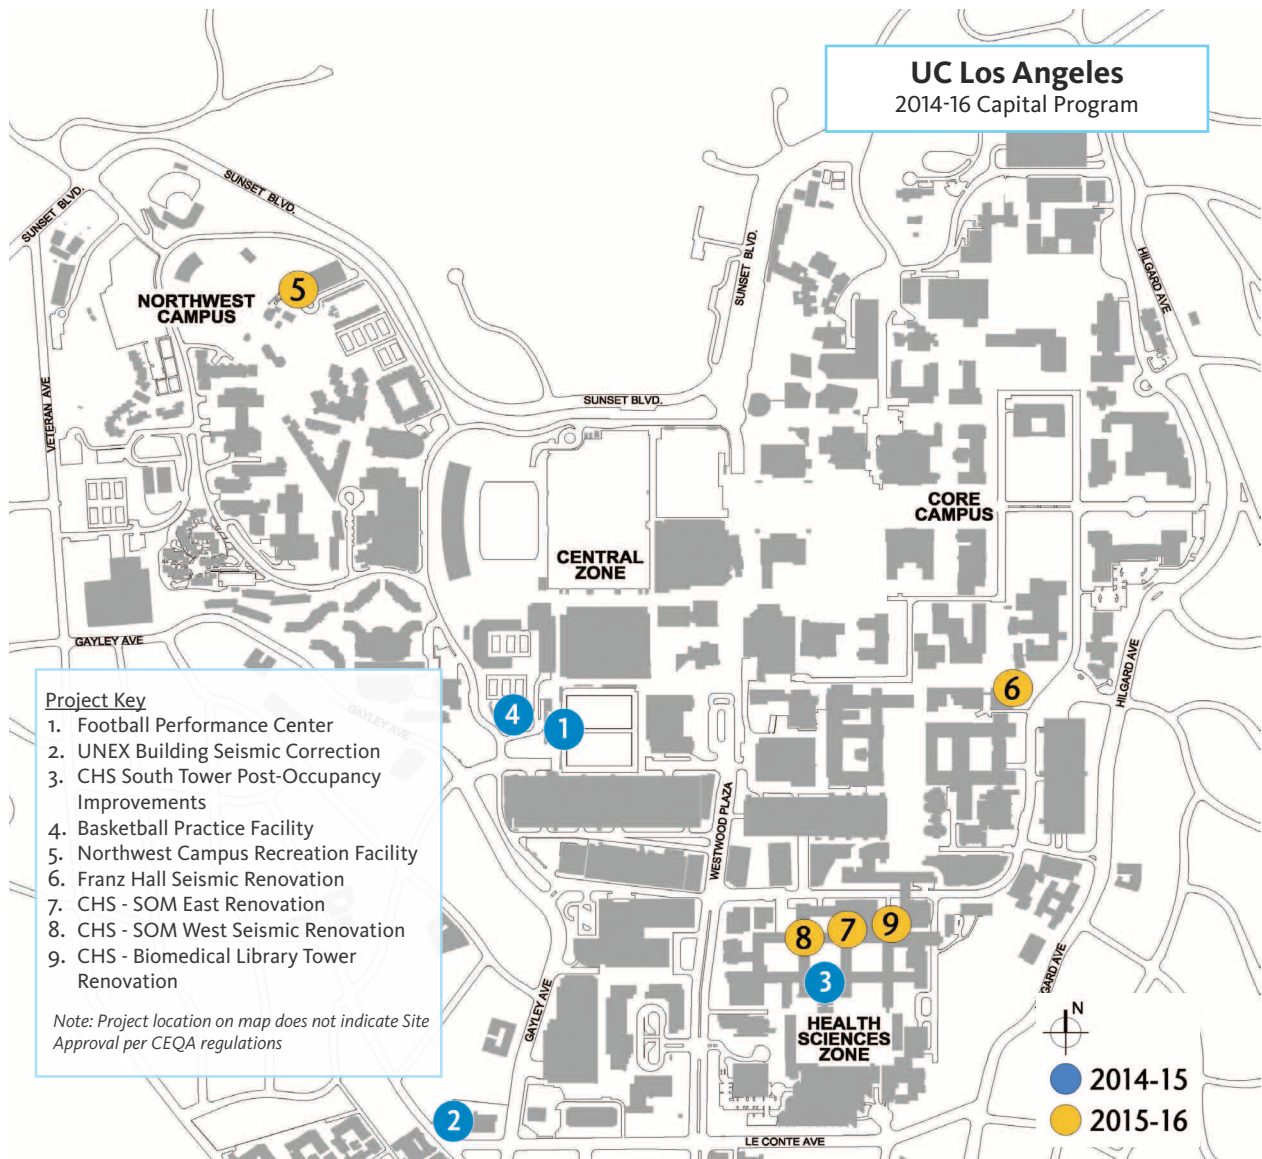 UC Los Angeles
2014-16 Capital Program
SUNSET BLVD.
SUNSET BLVD.
SUNSET BLVD.
HILGARD AVE
5
NORTHWEST
CAMPUS
VETERAN AVE
SUNSET BLVD.
CORE
CAMPUS
CENTRAL
ZONE
GAYLEY AVE
HILGARD AVE
6
4
1
GAYLEY AVE
Project Key
1. Football Performance Center
2. UNEX Building Seismic Correction
3. CHS South Tower Post-Occupancy
Improvements
4. Basketball Practice Facility
5. Northwest Campus Recreation Facility
6. Franz Hall Seismic Renovation
7. CHS - SOM East Renovation
8. CHS - SOM West Seismic Renovation
9. CHS - Biomedical Library Tower
Renovation
Note: Project location on map does not indicate Site
Approval per CEQA regulations
WESTWOOD PLAZA
8
7
9
3
GAYLEY AVE
GARD AVE
HEALTH
SCIENCES
ZONE
N
2014-15
2015-16
2
LE CONTE AVE